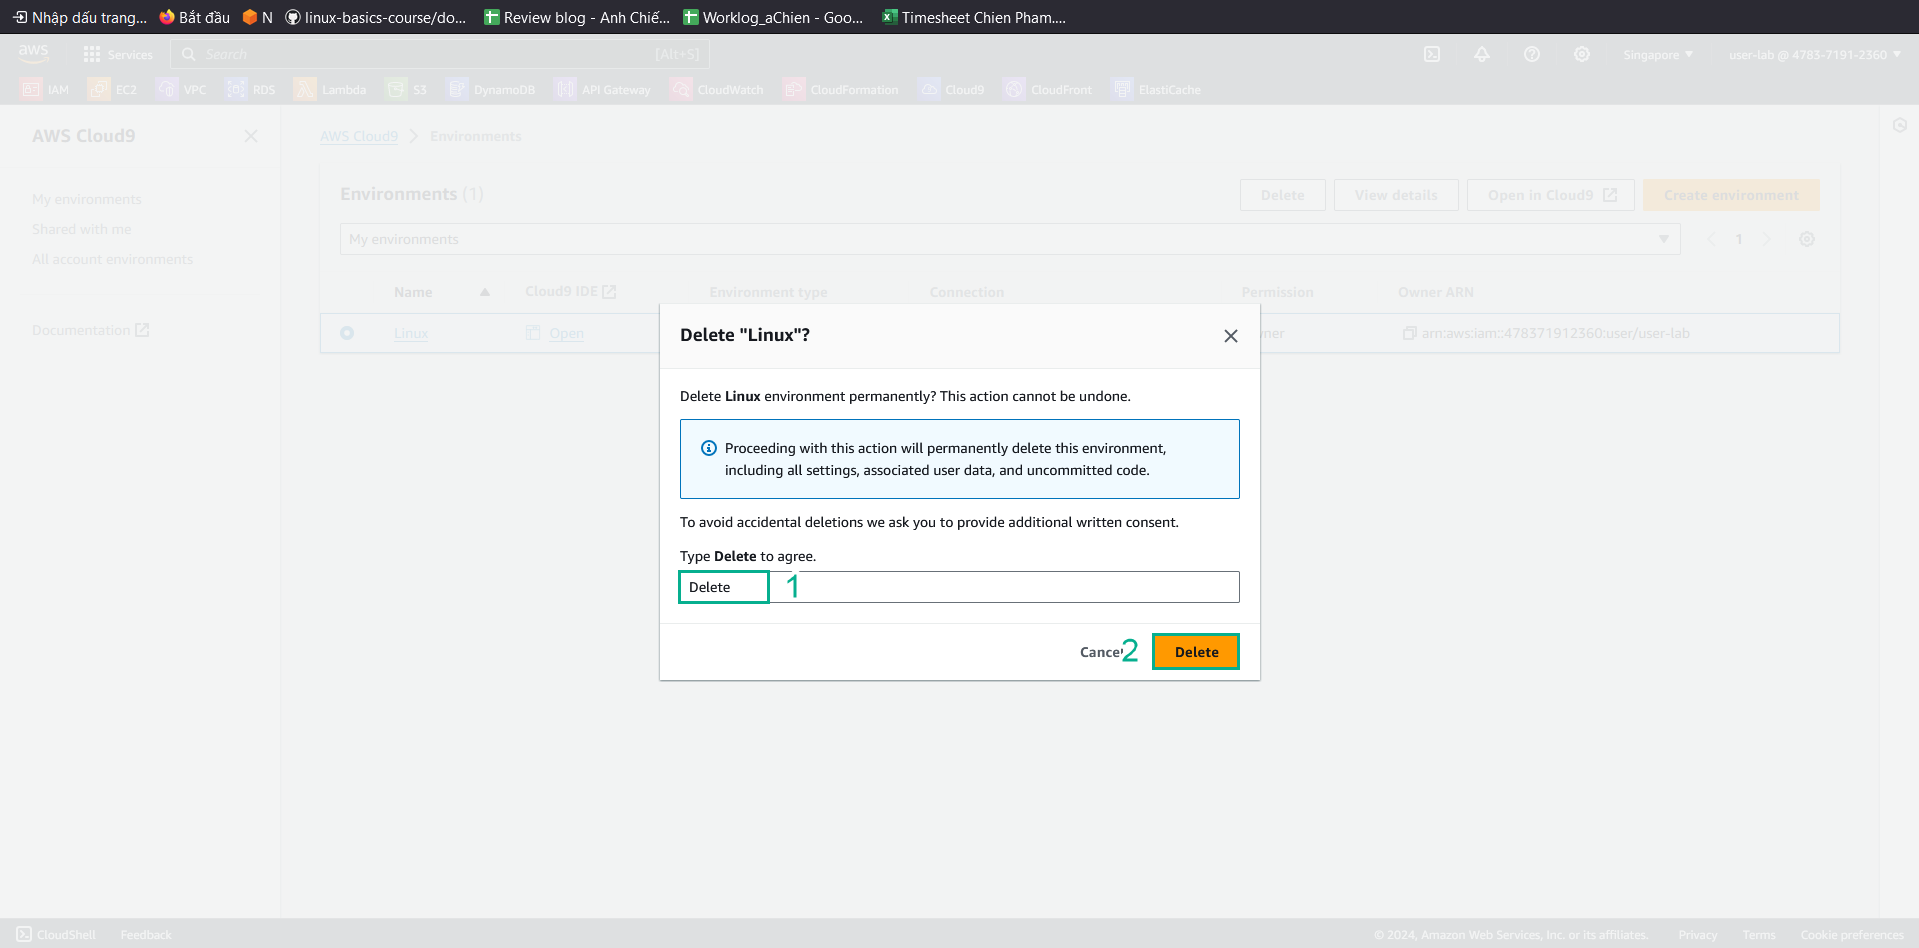 Nhập dấu trang...
Bắt đầu
N
linux-basics-course/do...
Review blog - Anh Chiế...
Worklog_aChien - Goo...
Timesheet Chien Pham....
aws
Services
Search
[Alt+S]
Singapore
user-lab @ 4783-7191-2360
IAM
EC2
VPC
RDS
Lambda
S3
DynamoDB
API Gateway
CloudWatch
CloudFormation
Cloud9
CloudFront
ElastiCache
AWS Cloud9
My environments
Shared with me
All account environments
Documentation
AWS Cloud9
Environments
Environments (1)
Delete
View details
Open in Cloud9
Create environment
My environments
1
Name
Cloud9 IDE
Environment type
Connection
Permission
Owner ARN
Linux
Open
ner
arn:aws:iam::478371912360:user/user-lab
Delete "Linux"?
Delete Linux environment permanently? This action cannot be undone.
Proceeding with this action will permanently delete this environment,
including all settings, associated user data, and uncommitted code.
To avoid accidental deletions we ask you to provide additional written consent.
Type Delete to agree.
Delete
1
Cance
2
Delete
CloudShell
Feedback
© 2024, Amazon Web Services, Inc. or its affiliates.
Privacy
Terms
Cookie preferences